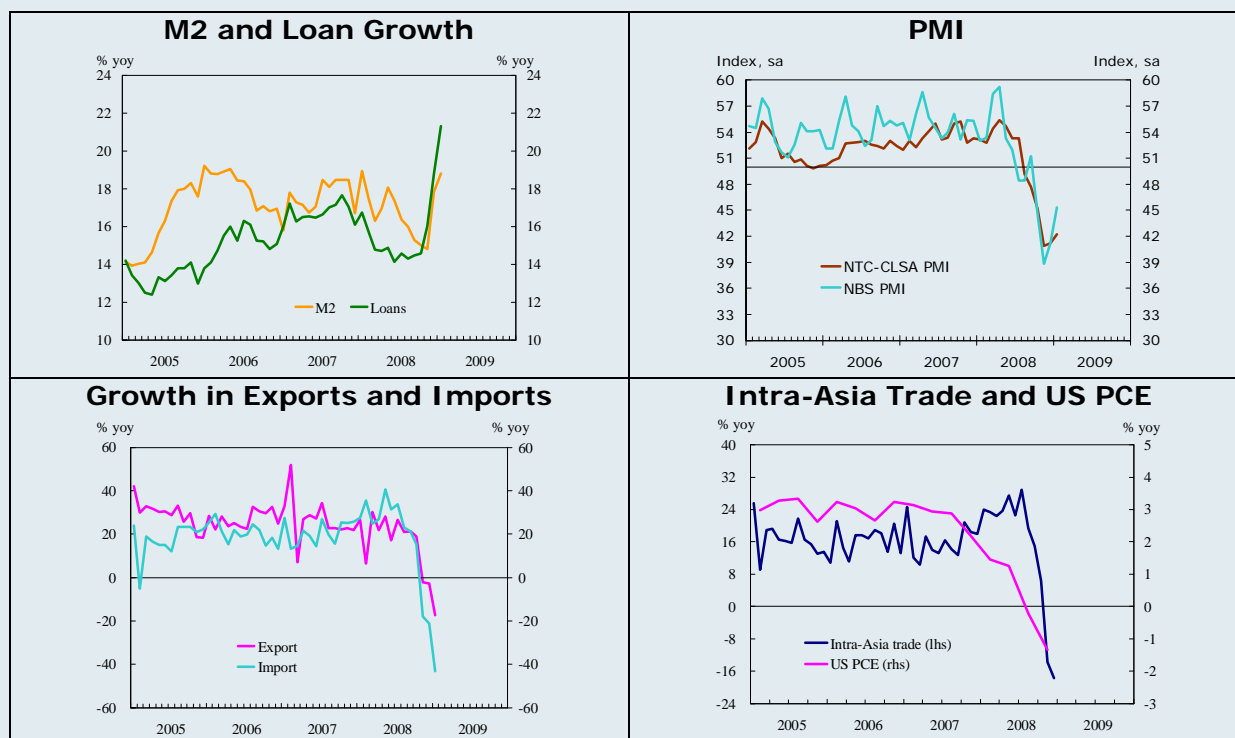 M2 and Loan Growth
% yoy % yoy
24 24
22 22
20 20
18 18
16 16
14 14
12 12
10 10
M2 Loans
2005 2006 2007 2008 2009
PMI
Index, sa Index, sa
60 60
57 57
54 54
51 51
48 48
45 45
42 42
39 39
36 36
33 33
30 30
NTC-CLSA PMI
NBS PMI
2005 2006 2007 2008 2009
Growth in Exports and Imports
% yoy % yoy
60 60
40 40
20 20
0 0
-20 -20
-40 -40
-60 -60
Export
Import
2005 2006 2007 2008 2009
Intra-Asia Trade and US PCE
% yoy % yoy
40 5
32 4
24 3
16 2
8 1
0 0
-8 -1
-16 -2
-24 -3
Intra-Asia trade (lhs)
US PCE (rhs)
2005 2006 2007 2008 2009